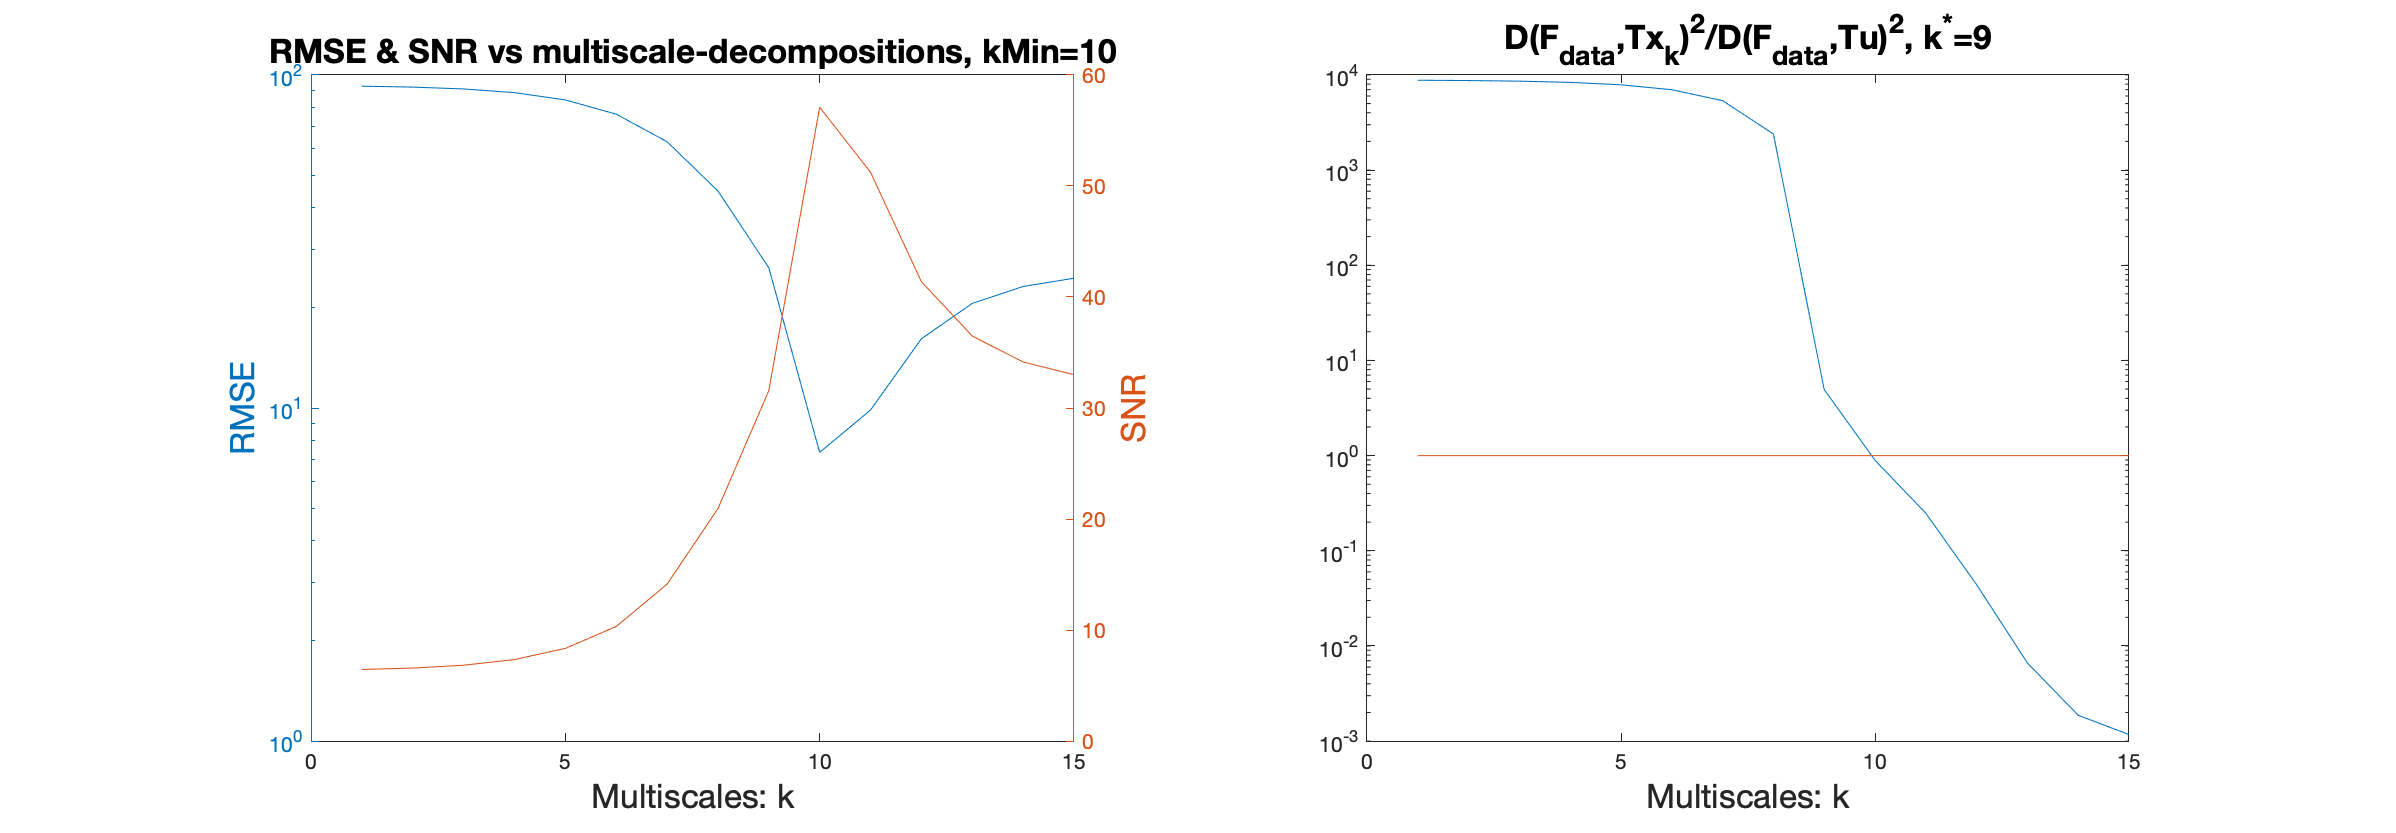 RMSE & SNR vs multiscale-decompositions, kMin=10
10^2
10^1
10^0
RMSE
60
50
40
30
20
10
0
SNR
0 5 10 15
Multiscales: k
D(F_data,Tx_k)^2/D(F_data,Tu)^2, k^*=9
10^4
10^3
10^2
10^1
10^0
10^-1
10^-2
10^-3
0 5 10 15
Multiscales: k